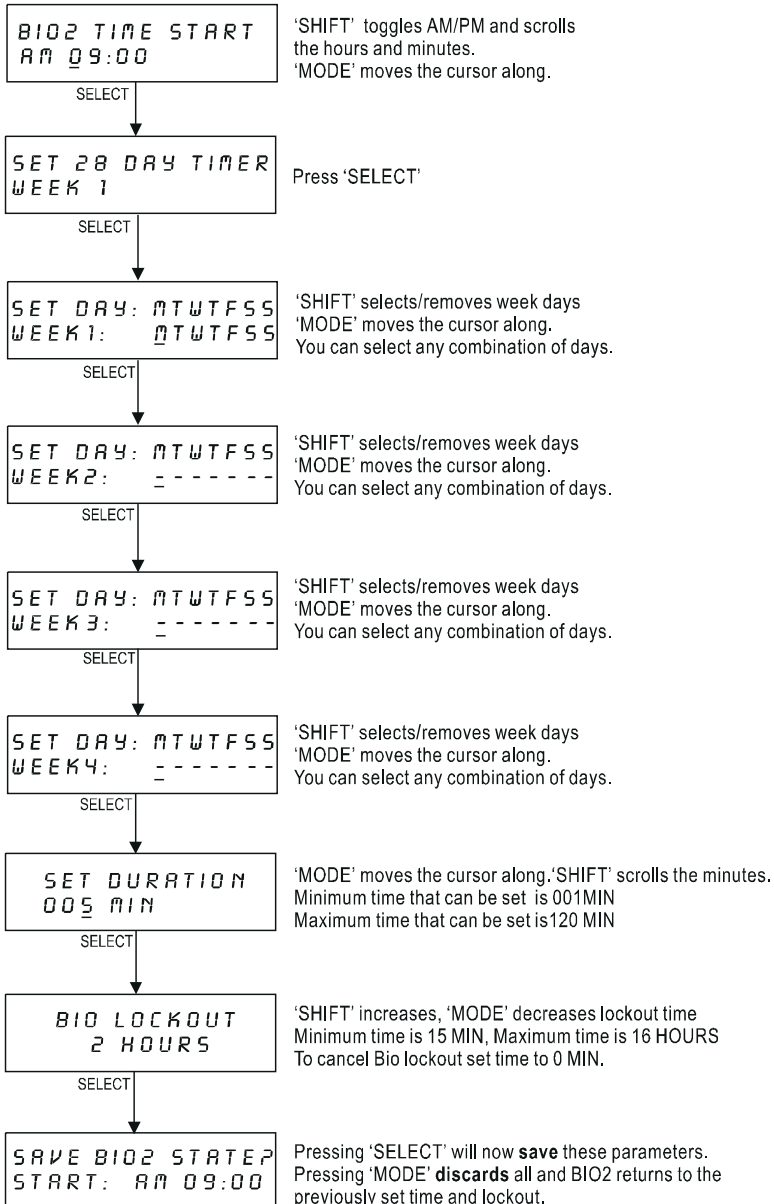 BIO2 TIME START
AM 09:00
'SHIFT' toggles AM/PM and scrolls
the hours and minutes.
'MODE' moves the cursor along.
SELECT
SET 28 DAY TIMER
WEEK 1
Press 'SELECT'
SELECT
SET DAY: MTWTFSS
WEEK1: MTWTFSS
'SHIFT' selects/removes week days
'MODE' moves the cursor along.
You can select any combination of days.
SELECT
SET DAY: MTWTFSS
WEEK2: - - - - - - -
'SHIFT' selects/removes week days
'MODE' moves the cursor along.
You can select any combination of days.
SELECT
SET DAY: MTWTFSS
WEEK3: - - - - - - -
'SHIFT' selects/removes week days
'MODE' moves the cursor along.
You can select any combination of days.
SELECT
SET DAY: MTWTFSS
WEEK4: - - - - - - -
'SHIFT' selects/removes week days
'MODE' moves the cursor along.
You can select any combination of days.
SELECT
SET DURATION
005 MIN
'MODE' moves the cursor along.'SHIFT' scrolls the minutes.
Minimum time that can be set is 001MIN
Maximum time that can be set is120 MIN
SELECT
BIO LOCKOUT
2 HOURS
'SHIFT' increases, 'MODE' decreases lockout time
Minimum time is 15 MIN, Maximum time is 16 HOURS
To cancel Bio lockout set time to 0 MIN.
SELECT
SAVE BIO2 STATE?
START: AM 09:00
Pressing 'SELECT' will now save these parameters.
Pressing 'MODE' discards all and BIO2 returns to the
previously set time and lockout.